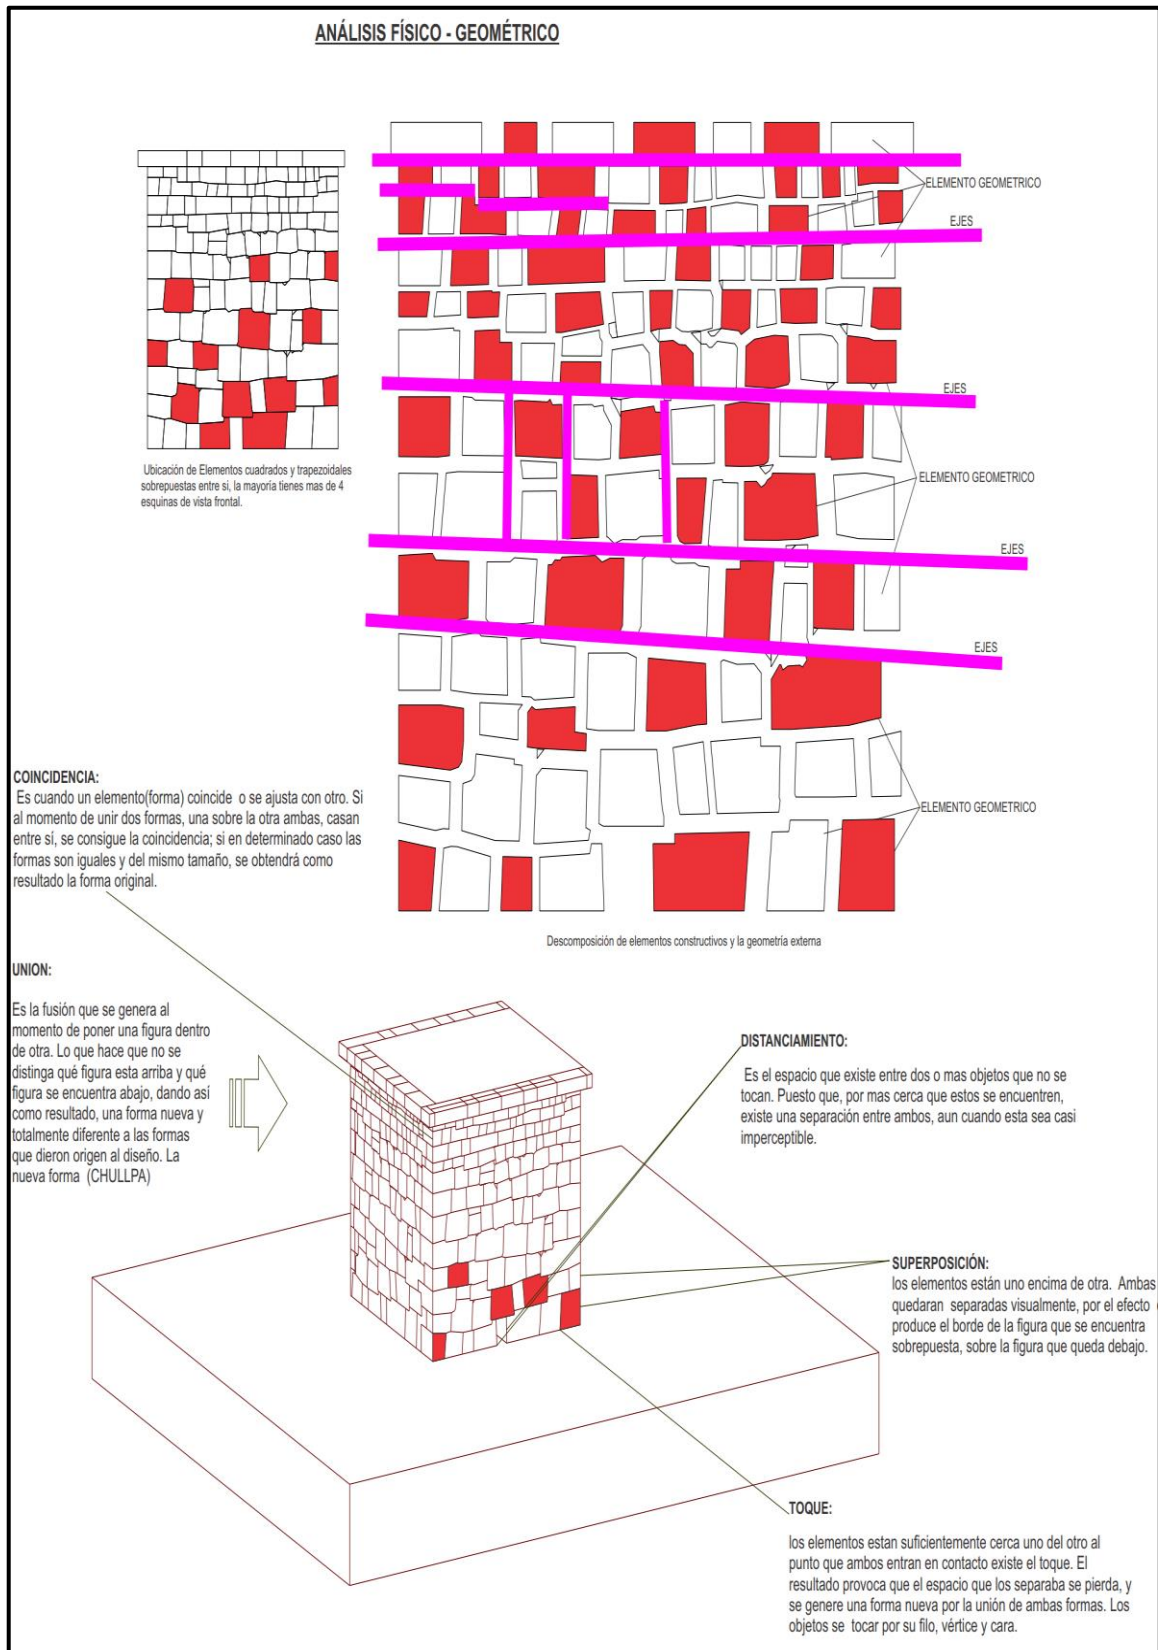 ANÁLISIS FÍSICO - GEOMÉTRICO
ELEMENTO GEOMETRICO
EJES
EJES
ELEMENTO GEOMETRICO
EJES
EJES
ELEMENTO GEOMETRICO
Ubicación de Elementos cuadrados y trapezoidales
sobrepuestas entre si, la mayoría tienes mas de 4
esquinas de vista frontal.
Descomposición de elementos constructivos y la geometría externa
COINCIDENCIA:
Es cuando un elemento(forma) coincide o se ajusta con otro. Si
al momento de unir dos formas, una sobre la otra ambas, casan
entre sí, se consigue la coincidencia; si en determinado caso las
formas son iguales y del mismo tamaño, se obtendrá como
resultado la forma original.
UNION:
Es la fusión que se genera al
momento de poner una figura dentro
de otra. Lo que hace que no se
distinga qué figura esta arriba y qué
figura se encuentra abajo, dando así
como resultado, una forma nueva y
totalmente diferente a las formas
que dieron origen al diseño. La
nueva forma (CHULLPA)
DISTANCIAMIENTO:
Es el espacio que existe entre dos o mas objetos que no se
tocan. Puesto que, por mas cerca que estos se encuentren,
existe una separación entre ambos, aun cuando esta sea casi
imperceptible.
SUPERPOSICIÓN:
los elementos están uno encima de otra. Ambas
quedaran separadas visualmente, por el efecto
produce el borde de la figura que se encuentra
sobrepuesta, sobre la figura que queda debajo.
TOQUE:
los elementos estan suficientemente cerca uno del otro al
punto que ambos entran en contacto existe el toque. El
resultado provoca que el espacio que los separaba se pierda, y
se genere una forma nueva por la unión de ambas formas. Los
objetos se tocar por su filo, vértice y cara.